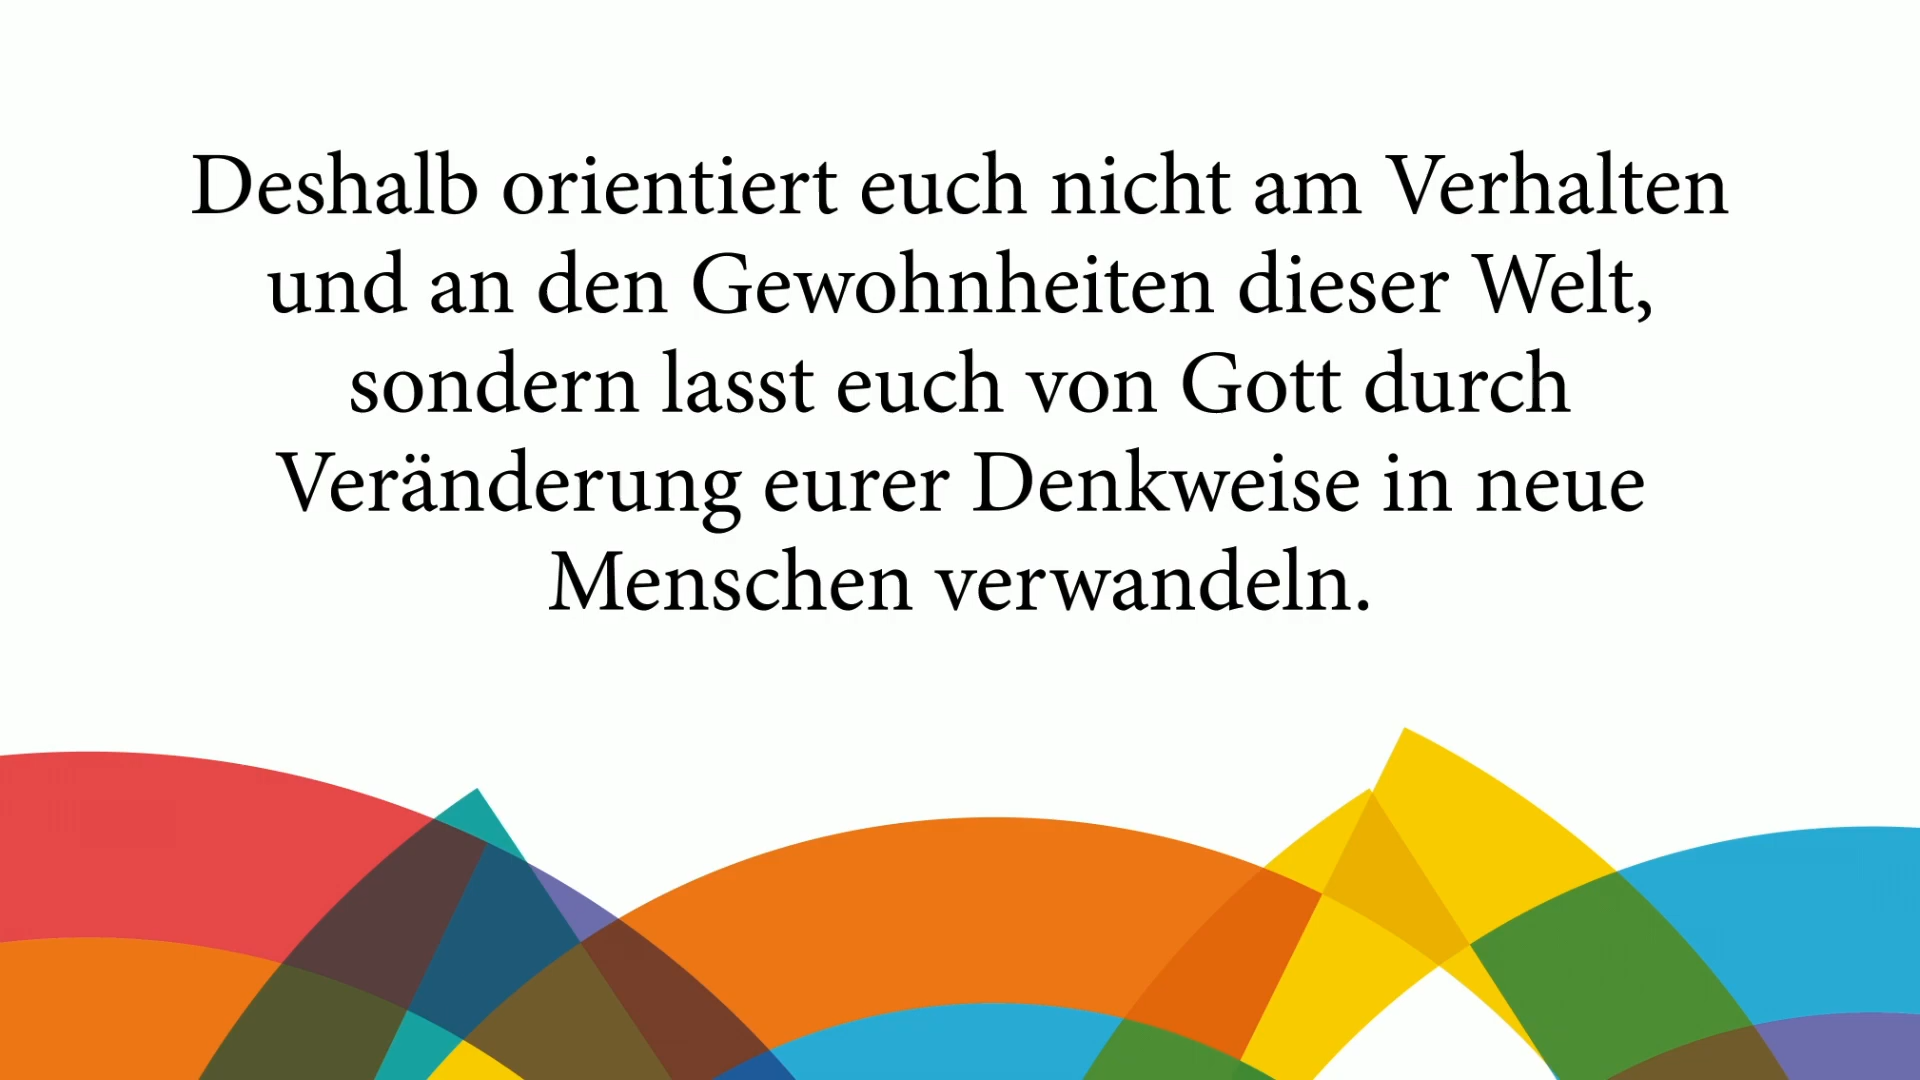 Deshalb orientiert euch nicht am Verhalten
und an den Gewohnheiten dieser Welt,
sondern lasst euch von Gott durch
Veränderung eurer Denkweise in neue
Menschen verwandeln.